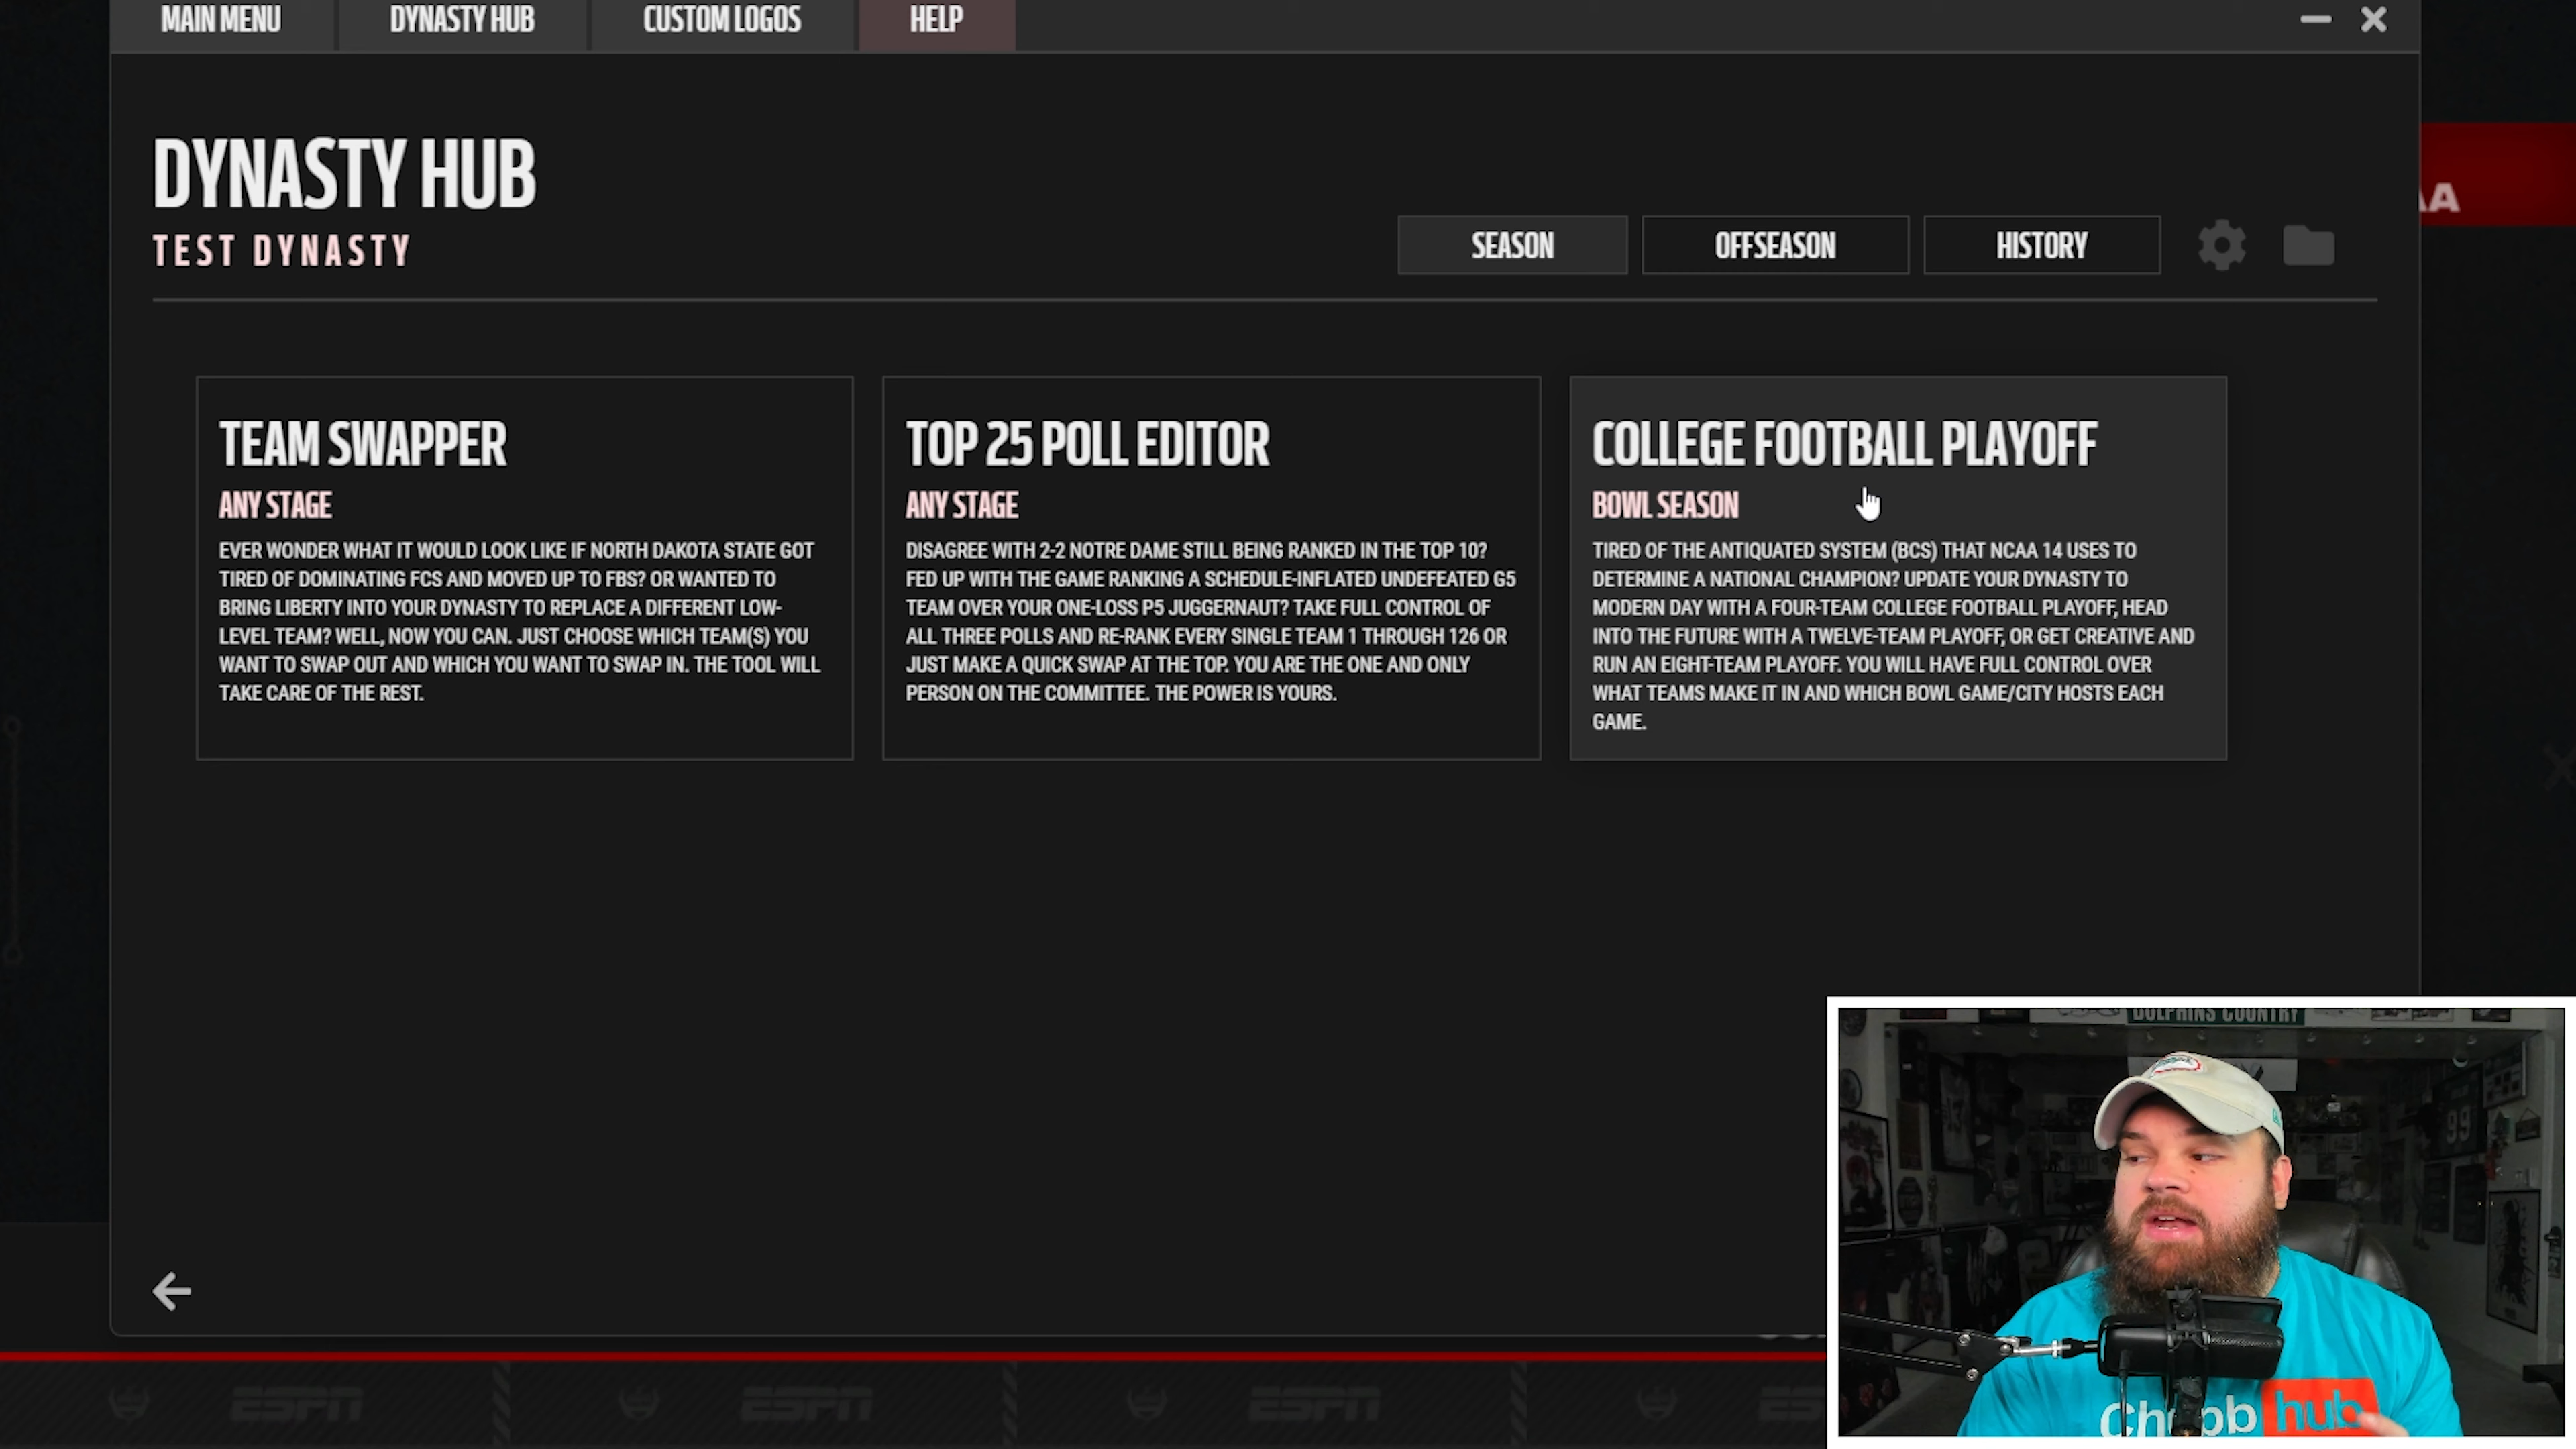 MAIN MENU
DYNASTY HUB
CUSTOM LOGOS
HELP
DYNASTY HUB
TEST DYNASTY
SEASON
OFFSEASON
HISTORY
TEAM SWAPPER
ANY STAGE
EVER WONDER WHAT IT WOULD LOOK LIKE IF NORTH DAKOTA STATE GOT
TIRED OF DOMINATING FCS AND MOVED UP TO FBS? OR WANTED TO
BRING LIBERTY INTO YOUR DYNASTY TO REPLACE A DIFFERENT LOW-
LEVEL TEAM? WELL, NOW YOU CAN. JUST CHOOSE WHICH TEAM(S) YOU
WANT TO SWAP OUT AND WHICH YOU WANT TO SWAP IN. THE TOOL WILL
TAKE CARE OF THE REST.
TOP 25 POLL EDITOR
ANY STAGE
DISAGREE WITH 2-2 NOTRE DAME STILL BEING RANKED IN THE TOP 10?
FED UP WITH THE GAME RANKING A SCHEDULE-INFLATED UNDEFEATED G5
TEAM OVER YOUR ONE-LOSS P5 JUGGERNAUT? TAKE FULL CONTROL OF
ALL THREE POLLS AND RE-RANK EVERY SINGLE TEAM 1 THROUGH 126 OR
JUST MAKE A QUICK SWAP AT THE TOP. YOU ARE THE ONE AND ONLY
PERSON ON THE COMMITTEE. THE POWER IS YOURS.
COLLEGE FOOTBALL PLAYOFF
BOWL SEASON
TIRED OF THE ANTIQUATED SYSTEM (BCS) THAT NCAA 14 USES TO
DETERMINE A NATIONAL CHAMPION? UPDATE YOUR DYNASTY TO
MODERN DAY WITH A FOUR-TEAM COLLEGE FOOTBALL PLAYOFF, HEAD
INTO THE FUTURE WITH A TWELVE-TEAM PLAYOFF, OR GET CREATIVE AND
RUN AN EIGHT-TEAM PLAYOFF. YOU WILL HAVE FULL CONTROL OVER
WHAT TEAMS MAKE IT IN AND WHICH BOWL GAME/CITY HOSTS EACH
GAME.
DOLPHINS COUNTRY
99
hub
ESPN
ESPN
ESPN